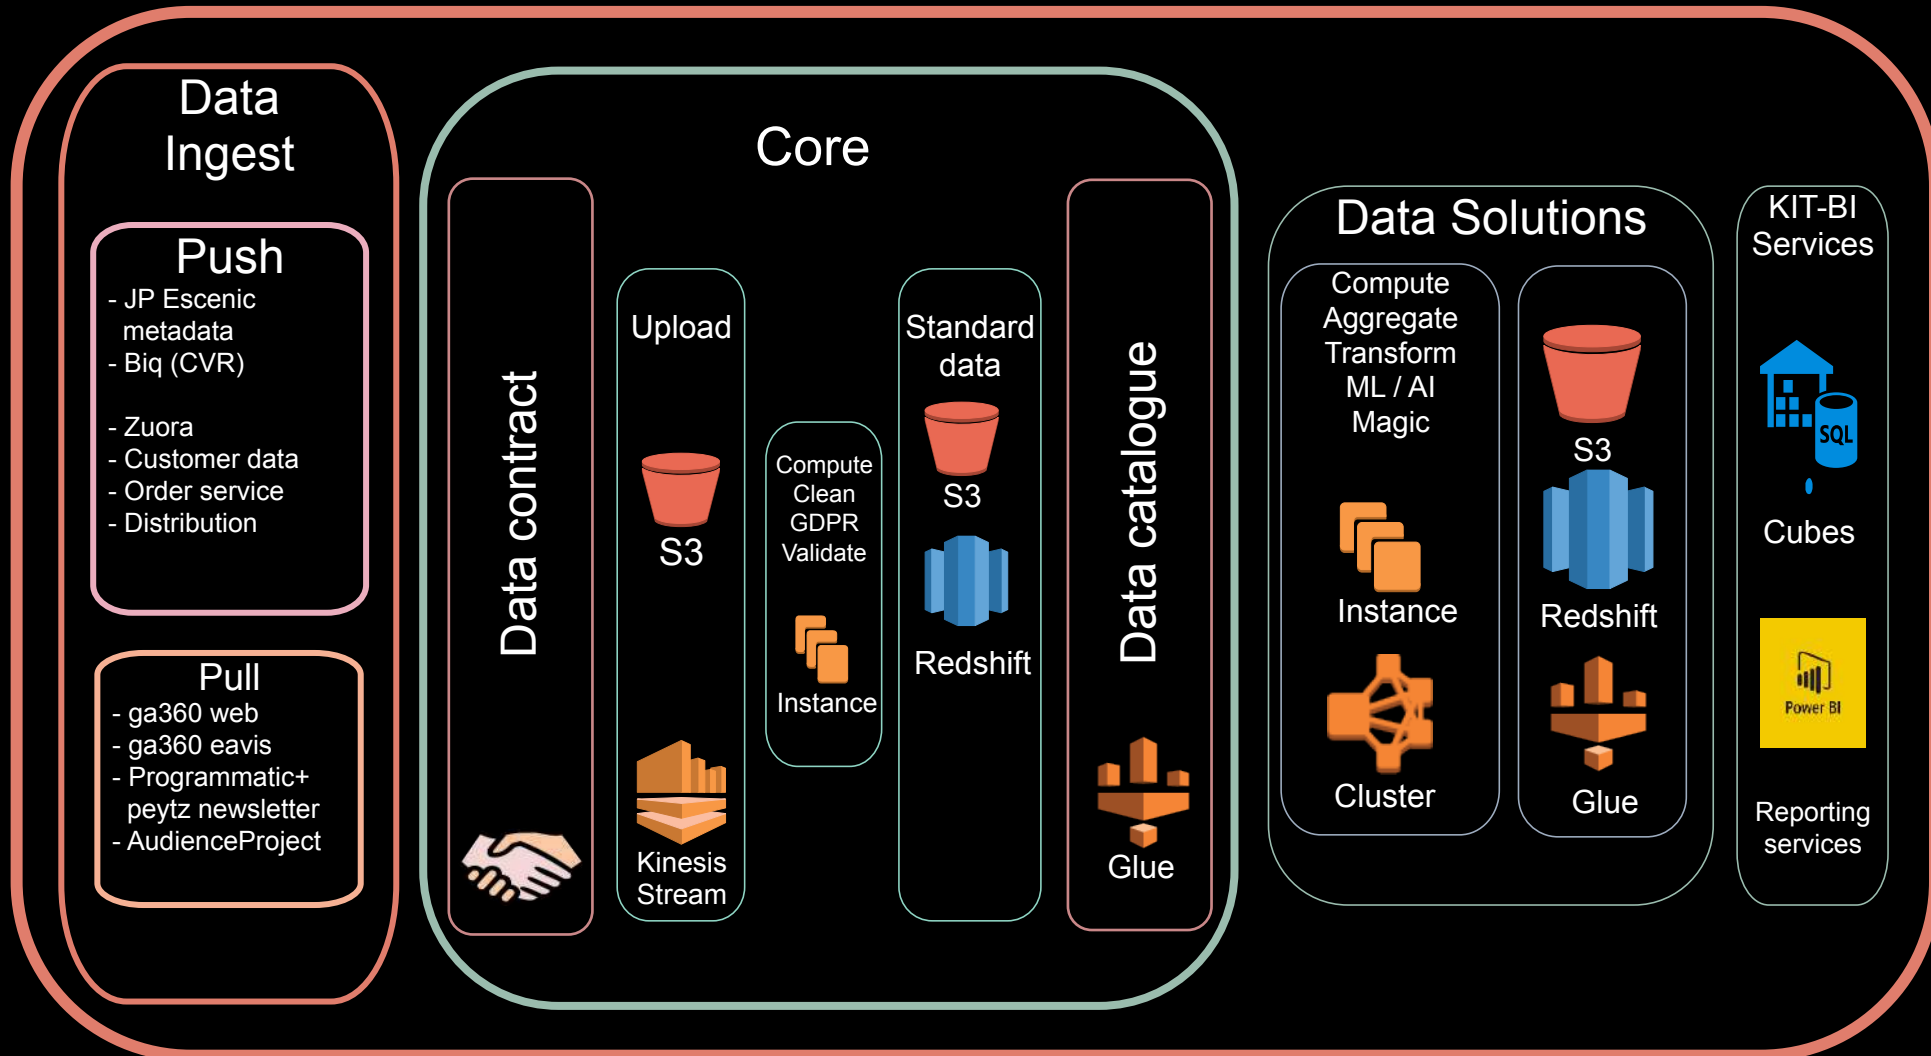 Data
Ingest
Push
- JP Escenic
metadata
- Biq (CVR)
- Zuora
- Customer data
- Order service
- Distribution
Pull
- ga360 web
- ga360 eavis
- Programmatic+
peytz newsletter
- AudienceProject
Core
Data contract
Upload
S3
Kinesis
Stream
Compute
Clean
GDPR
Validate
Instance
Standard
data
S3
Redshift
Data catalogue
Glue
Data Solutions
Compute
Aggregate
Transform
ML / AI
Magic
Instance
Cluster
S3
Redshift
Glue
KIT-BI
Services
SQL
Cubes
Power BI
Reporting
services